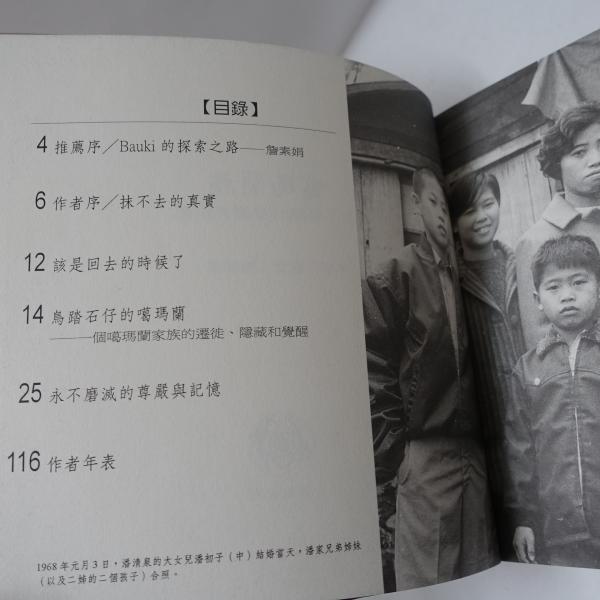 【目錄】
4 推薦序／Bauki 的探索之路——詹素娟
6 作者序／抹不去的真實
12 該是回去的時候了
14 鳥踏石仔的噶瑪蘭
——一個噶瑪蘭家族的遷徙、隱藏和覺醒
25 永不磨滅的尊嚴與記憶
116 作者年表
1968 年元月 3 日，潘清泉的大女兒潘初子（中）結婚當天，潘家兄弟姊妹
（以及二姊的二個孩子）合照。